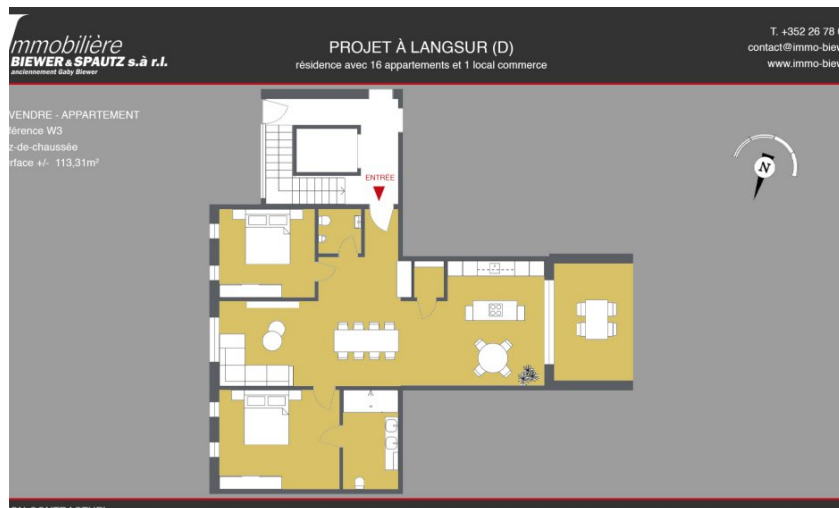 mmobilière
BIEWER & SPAUTZ s.à r.l.
anciennement Gaby Biewer
PROJET À LANGSUR (D)
résidence avec 16 appartements et 1 local commerce
T. +352 26 78
contact@immo-biew
www.immo-biew
VENDRE - APPARTEMENT
férence W3
z-de-chaussée
rface +/- 113,31m²
ENTRÉE
N